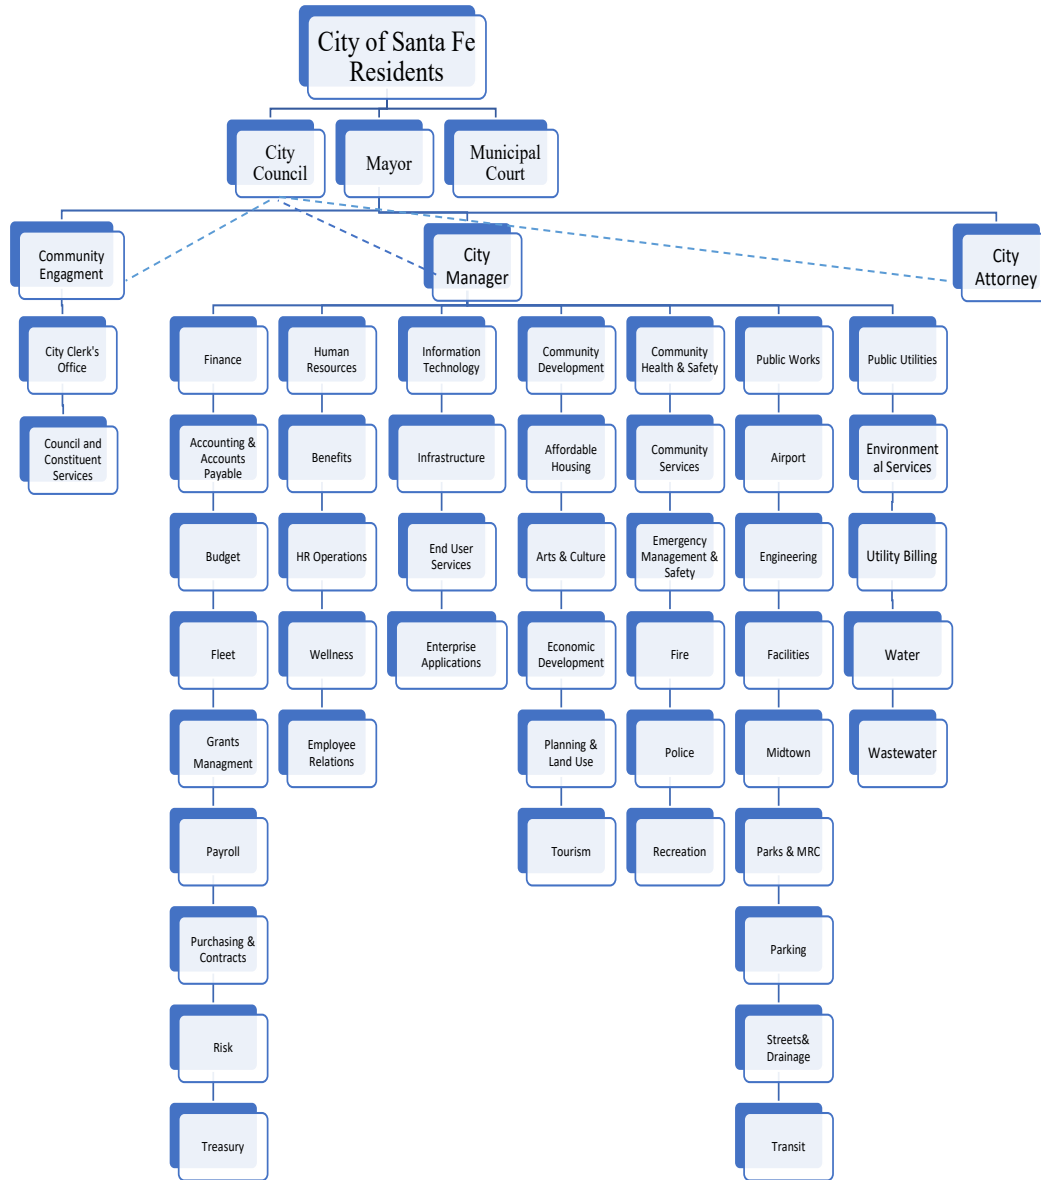 City of Santa Fe
Residents
City
Council
Mayor
Municipal
Court
Community
Engagment
City
Manager
City
Attorney
City Clerk's
Office
Council and
Constituent
Services
Finance
Accounting &
Accounts
Payable
Budget
Fleet
Grants
Managment
Payroll
Purchasing &
Contracts
Risk
Treasury
Human
Resources
Benefits
HR Operations
Wellness
Employee
Relations
Information
Technology
Infrastructure
End User
Services
Enterprise
Applications
Community
Development
Affordable
Housing
Arts & Culture
Economic
Development
Planning &
Land Use
Tourism
Community
Health & Safety
Community
Services
Emergency
Management &
Safety
Fire
Police
Recreation
Public Works
Airport
Engineering
Facilities
Midtown
Parks & MRC
Parking
Streets&
Drainage
Transit
Public Utilities
Environment
al Services
Utility Billing
Water
Wastewater